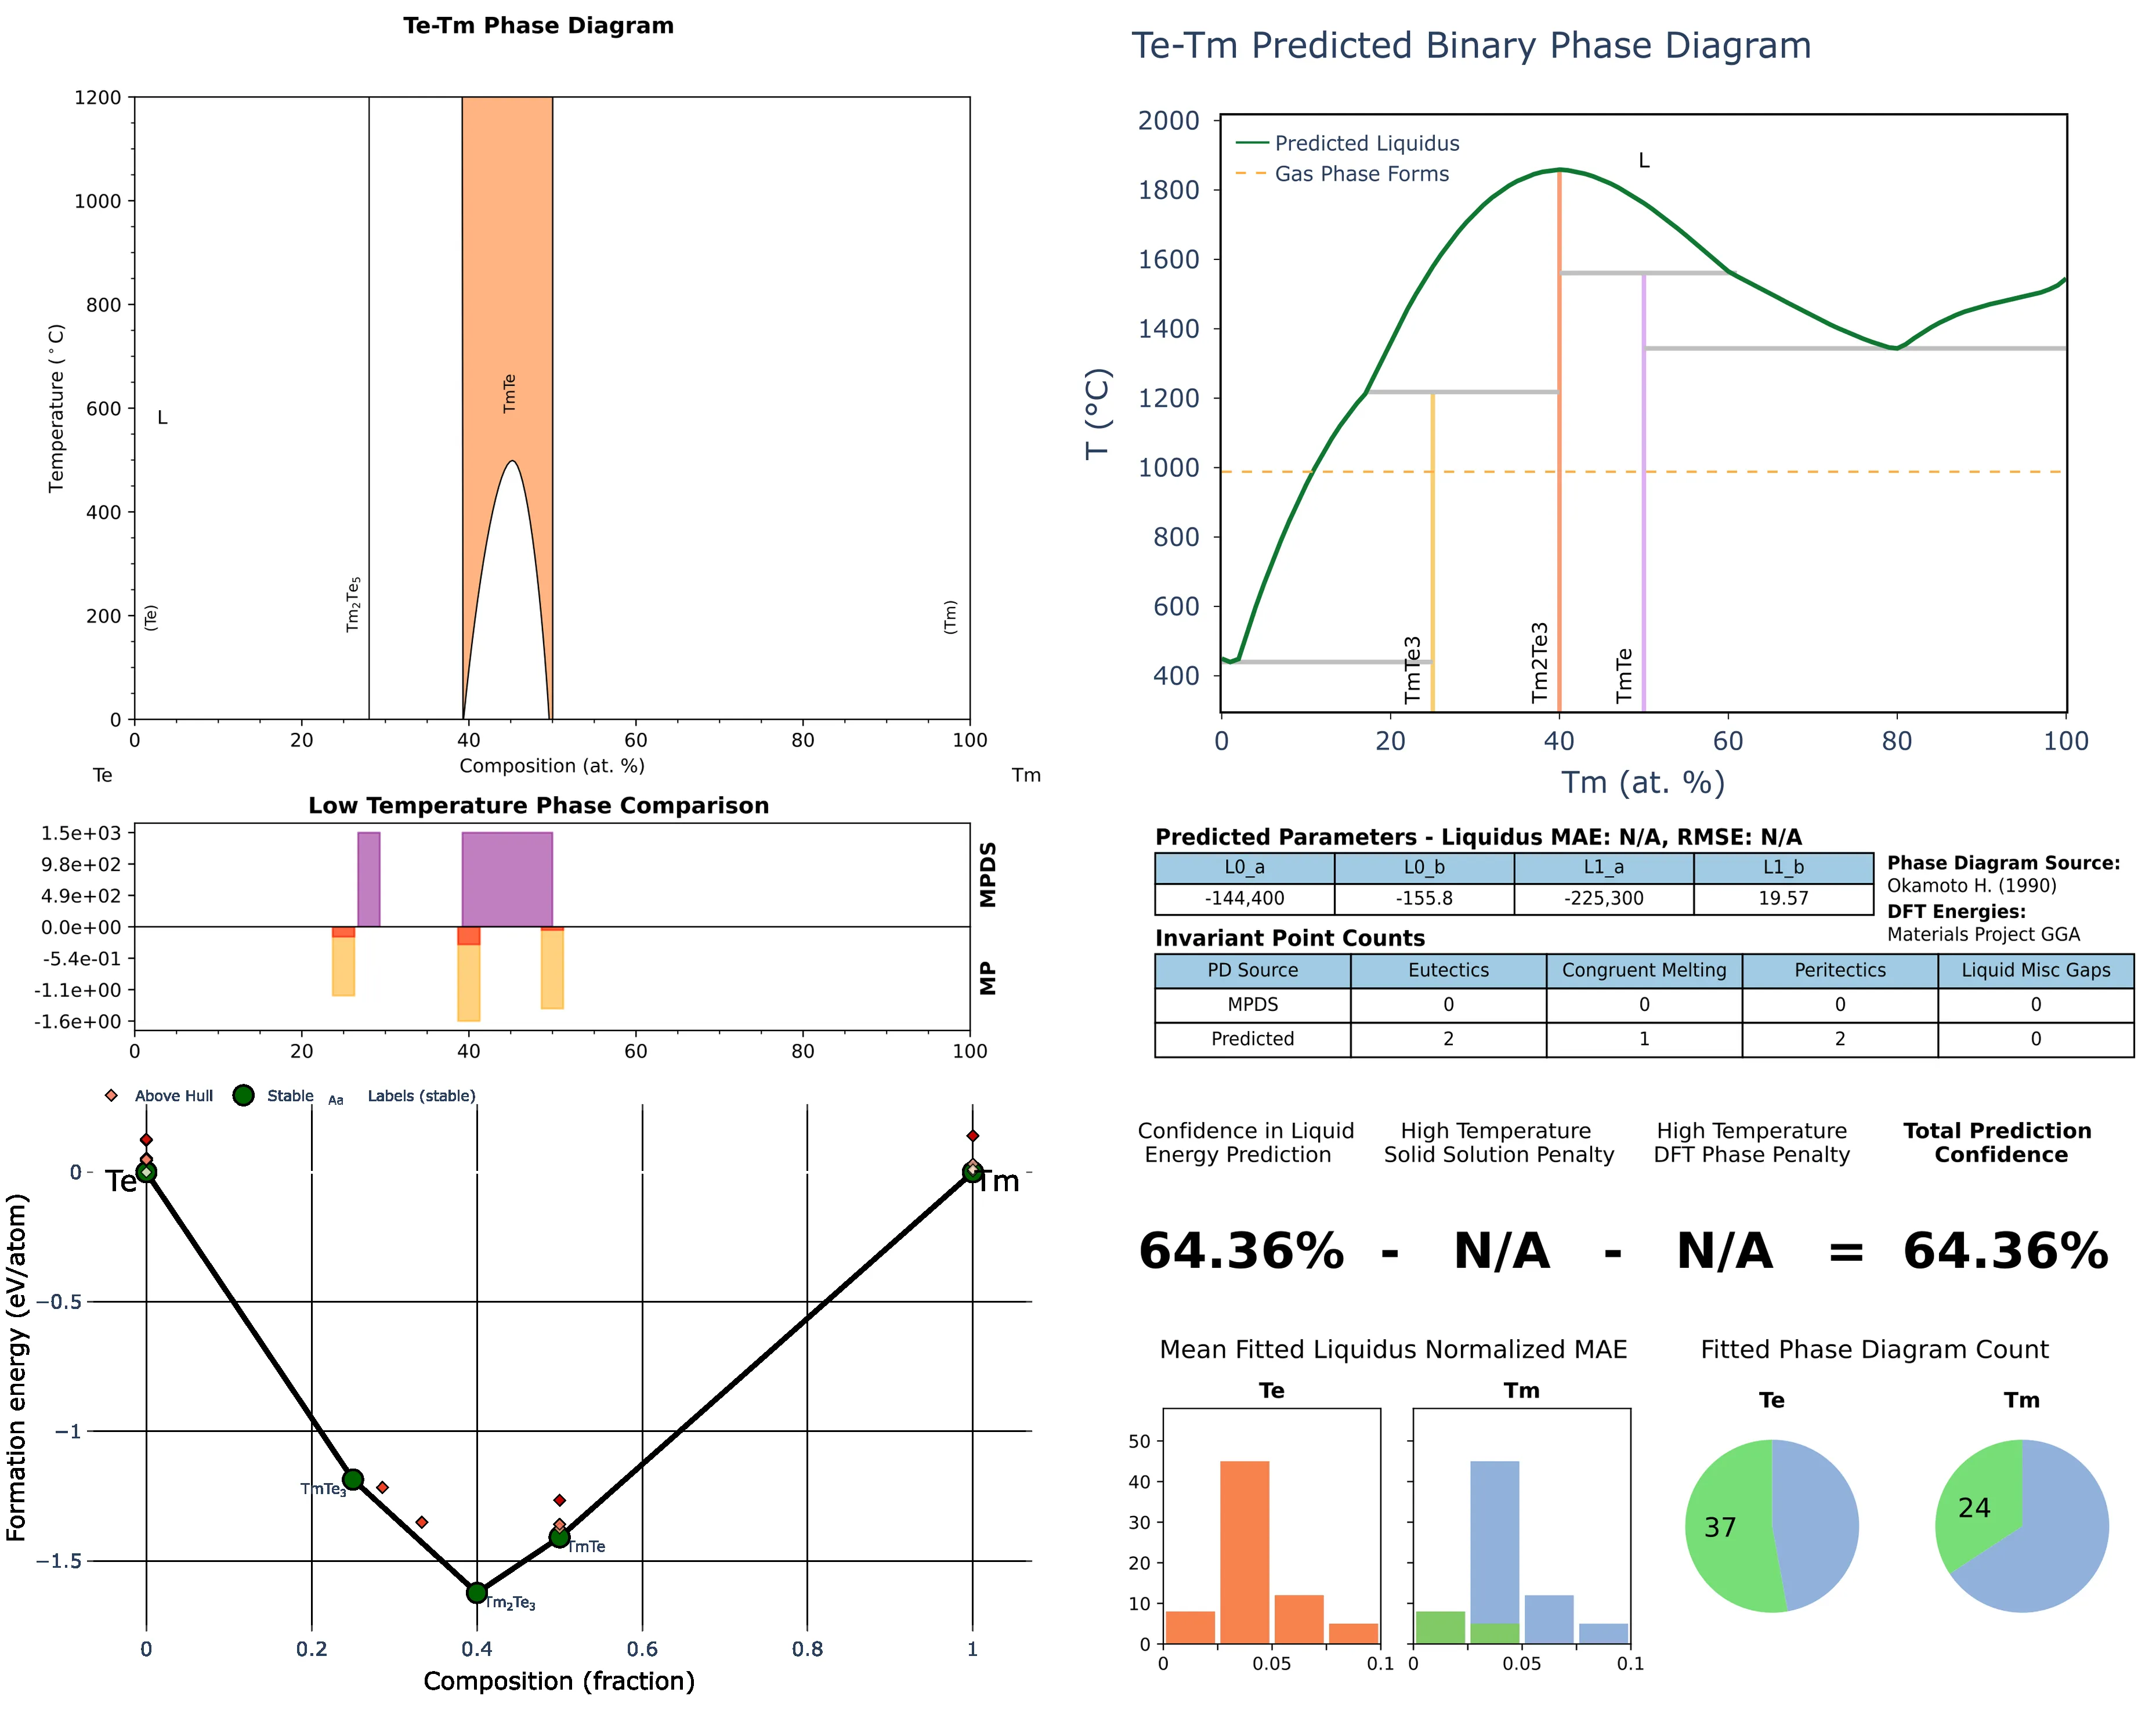 Te-Tm Phase Diagram
1200
1000
800
600
400
200
0
Temperature (°C)
L
(Te)
Tm₂Te₅
TmTe
(Tm)
0 20 40 60 80 100
Composition (at. %)
Te Tm
Low Temperature Phase Comparison
1.5e+03
9.8e+02
4.9e+02
0.0e+00
-5.4e-01
-1.1e+00
-1.6e+00
MPDS
MP
0 20 40 60 80 100
Above Hull Stable Aa Labels (stable)
0
−0.5
−1
−1.5
Formation energy (eV/atom)
Te
Tm
TmTe₃
TmTe
Tm₂Te₃
0 0.2 0.4 0.6 0.8 1
Composition (fraction)
Te-Tm Predicted Binary Phase Diagram
2000
1800
1600
1400
1200
1000
800
600
400
T (°C)
Predicted Liquidus
Gas Phase Forms
L
TmTe3
Tm2Te3
TmTe
0 20 40 60 80 100
Tm (at. %)
Predicted Parameters - Liquidus MAE: N/A, RMSE: N/A
L0_a L0_b L1_a L1_b
-144,400 -155.8 -225,300 19.57
Phase Diagram Source:
Okamoto H. (1990)
DFT Energies:
Materials Project GGA
Invariant Point Counts
PD Source Eutectics Congruent Melting Peritectics Liquid Misc Gaps
MPDS 0 0 0 0
Predicted 2 1 2 0
Confidence in Liquid
Energy Prediction
High Temperature
Solid Solution Penalty
High Temperature
DFT Phase Penalty
Total Prediction
Confidence
64.36% - N/A - N/A = 64.36%
Mean Fitted Liquidus Normalized MAE
Te
Tm
50
40
30
20
10
0
0 0.05 0.1
0 0.05 0.1
Fitted Phase Diagram Count
Te
Tm
37
24